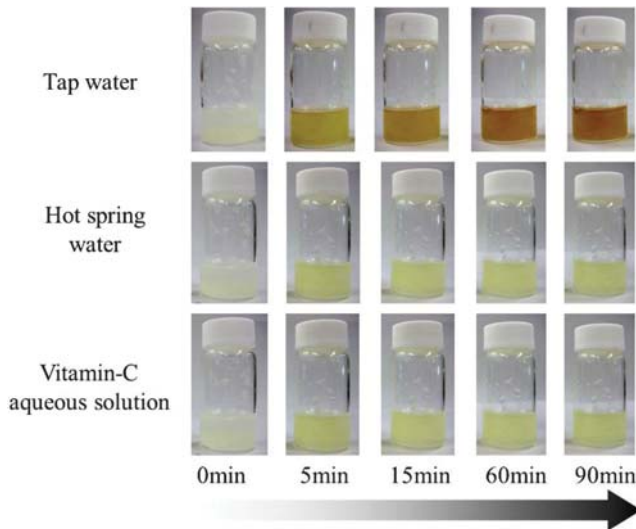 Tap water
Hot spring
water
Vitamin-C
aqueous solution
0min 5min 15min 60min 90min